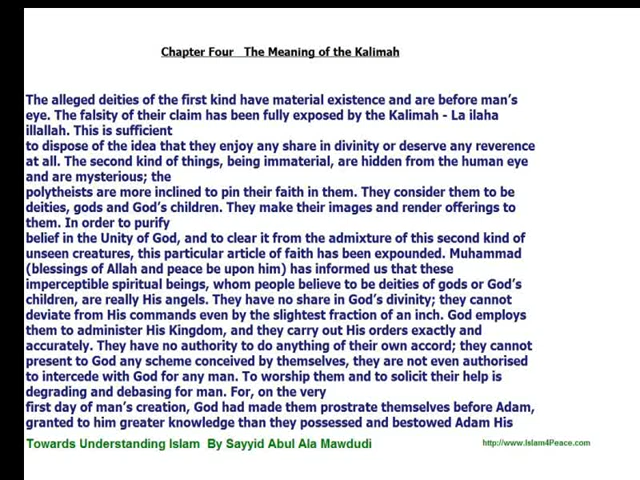 Chapter Four   The Meaning of the Kalimah
The alleged deities of the first kind have material existence and are before man's
eye. The falsity of their claim has been fully exposed by the Kalimah - La ilaha
illallah. This is sufficient
to dispose of the idea that they enjoy any share in divinity or deserve any reverence
at all. The second kind of things, being immaterial, are hidden from the human eye
and are mysterious; the
polytheists are more inclined to pin their faith in them. They consider them to be
deities, gods and God's children. They make their images and render offerings to
them. In order to purify
belief in the Unity of God, and to clear it from the admixture of this second kind of
unseen creatures, this particular article of faith has been expounded. Muhammad
(blessings of Allah and peace be upon him) has informed us that these
imperceptible spiritual beings, whom people believe to be deities of gods or God's
children, are really His angels. They have no share in God's divinity; they cannot
deviate from His commands even by the slightest fraction of an inch. God employs
them to administer His Kingdom, and they carry out His orders exactly and
accurately. They have no authority to do anything of their own accord; they cannot
present to God any scheme conceived by themselves, they are not even authorised
to intercede with God for any man. To worship them and to solicit their help is
degrading and debasing for man. For, on the very
first day of man's creation, God had made them prostrate themselves before Adam,
granted to him greater knowledge than they possessed and bestowed Adam His
Towards Understanding Islam  By Sayyid Abul Ala Mawdudi
http://www.Islam4Peace.com